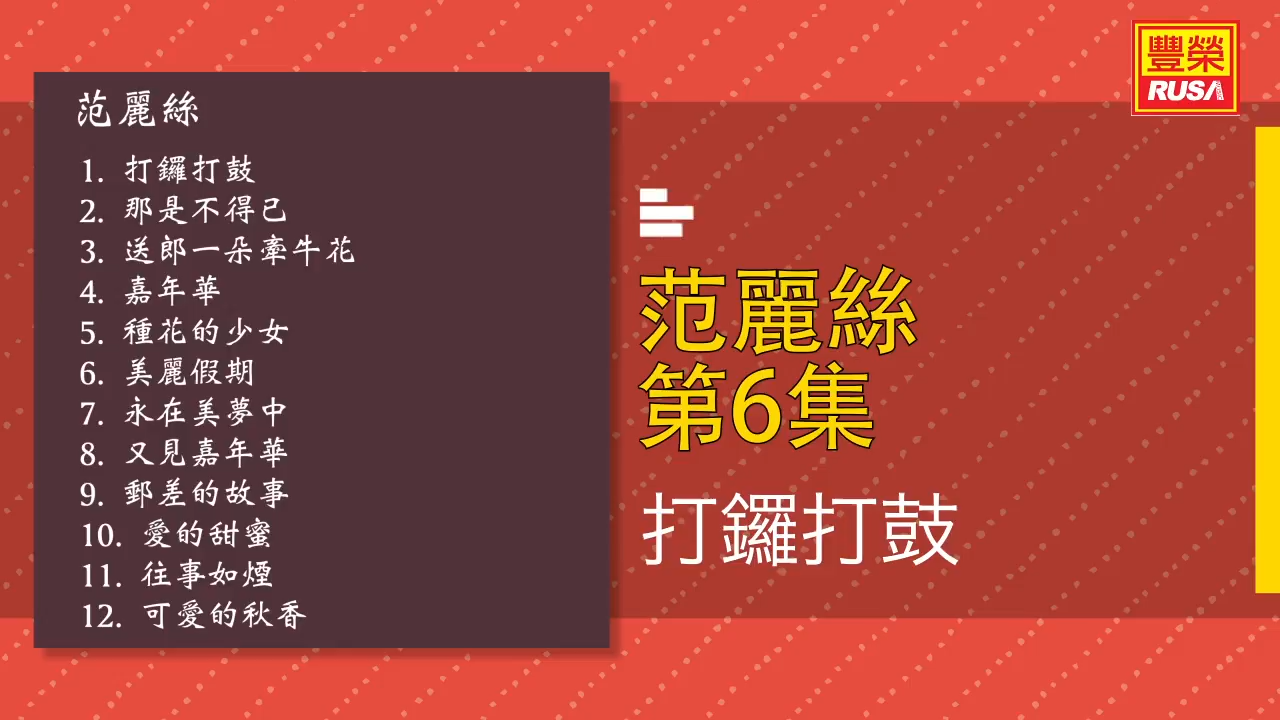 范麗絲
1. 打鑼打鼓
2. 那是不得已
3. 送郎一朵牽牛花
4. 嘉年華
5. 種花的少女
6. 美麗假期
7. 永在美夢中
8. 又見嘉年華
9. 郵差的故事
10. 愛的甜蜜
11. 往事如煙
12. 可愛的秋香
豐榮
RUSA
范麗絲
第6集
打鑼打鼓